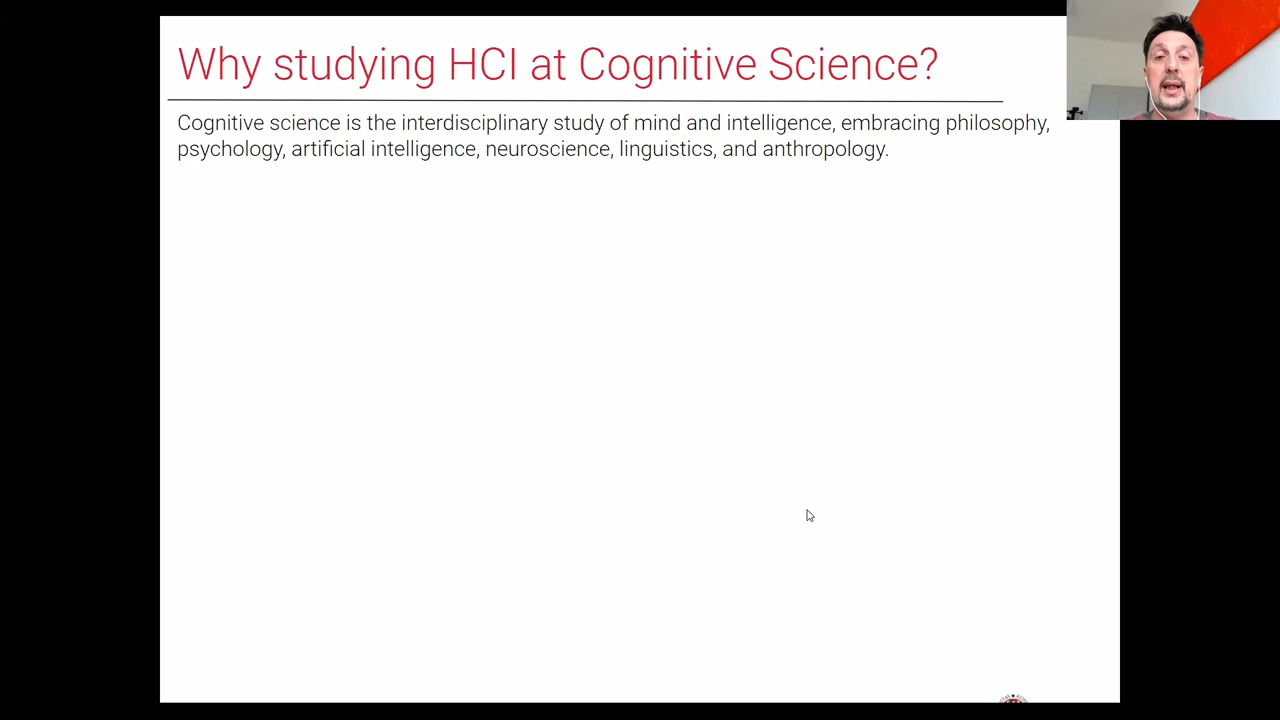 Why studying HCI at Cognitive Science?
Cognitive science is the interdisciplinary study of mind and intelligence, embracing philosophy,
psychology, artificial intelligence, neuroscience, linguistics, and anthropology.